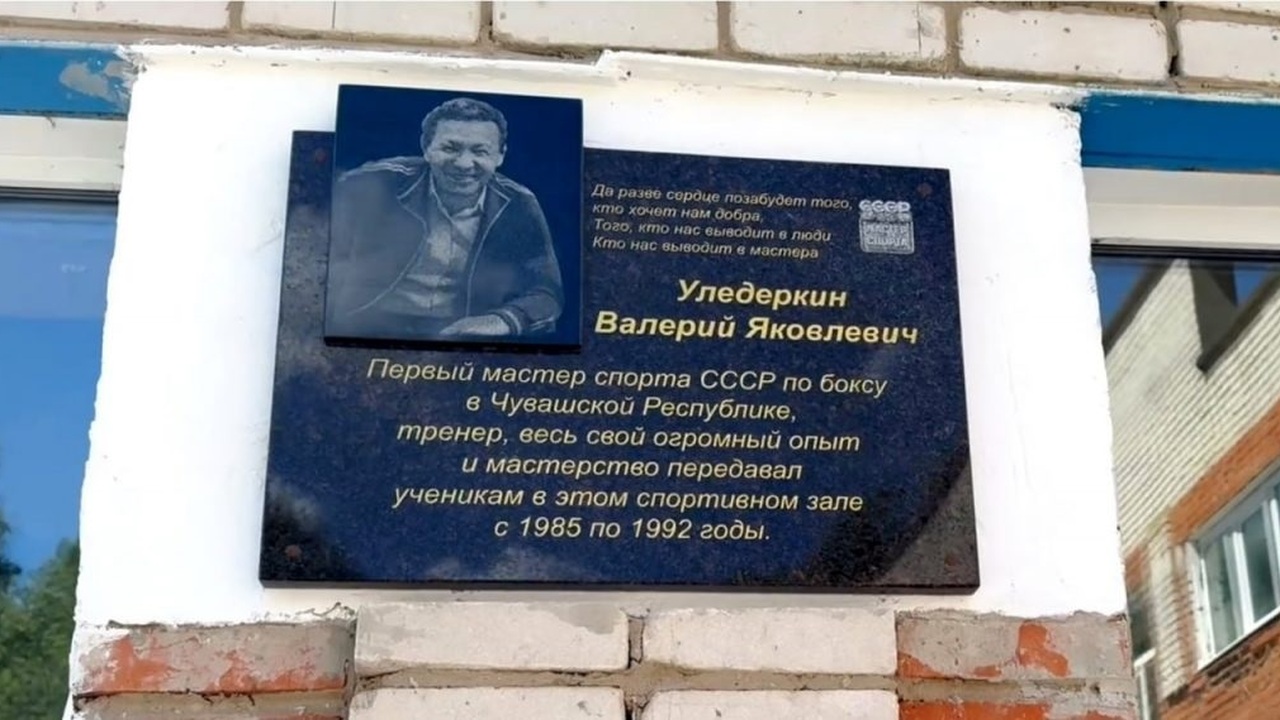 Да разве сердце позабудет того,
кто хочет нам добра,
Того, кто нас выводит в люди
Кто нас выводит в мастера
СССР
МАСТЕР
СПОРТА
Уледеркин
Валерий Яковлевич
Первый мастер спорта СССР по боксу
в Чувашской Республике,
тренер, весь свой огромный опыт
и мастерство передавал
ученикам в этом спортивном зале
с 1985 по 1992 годы.